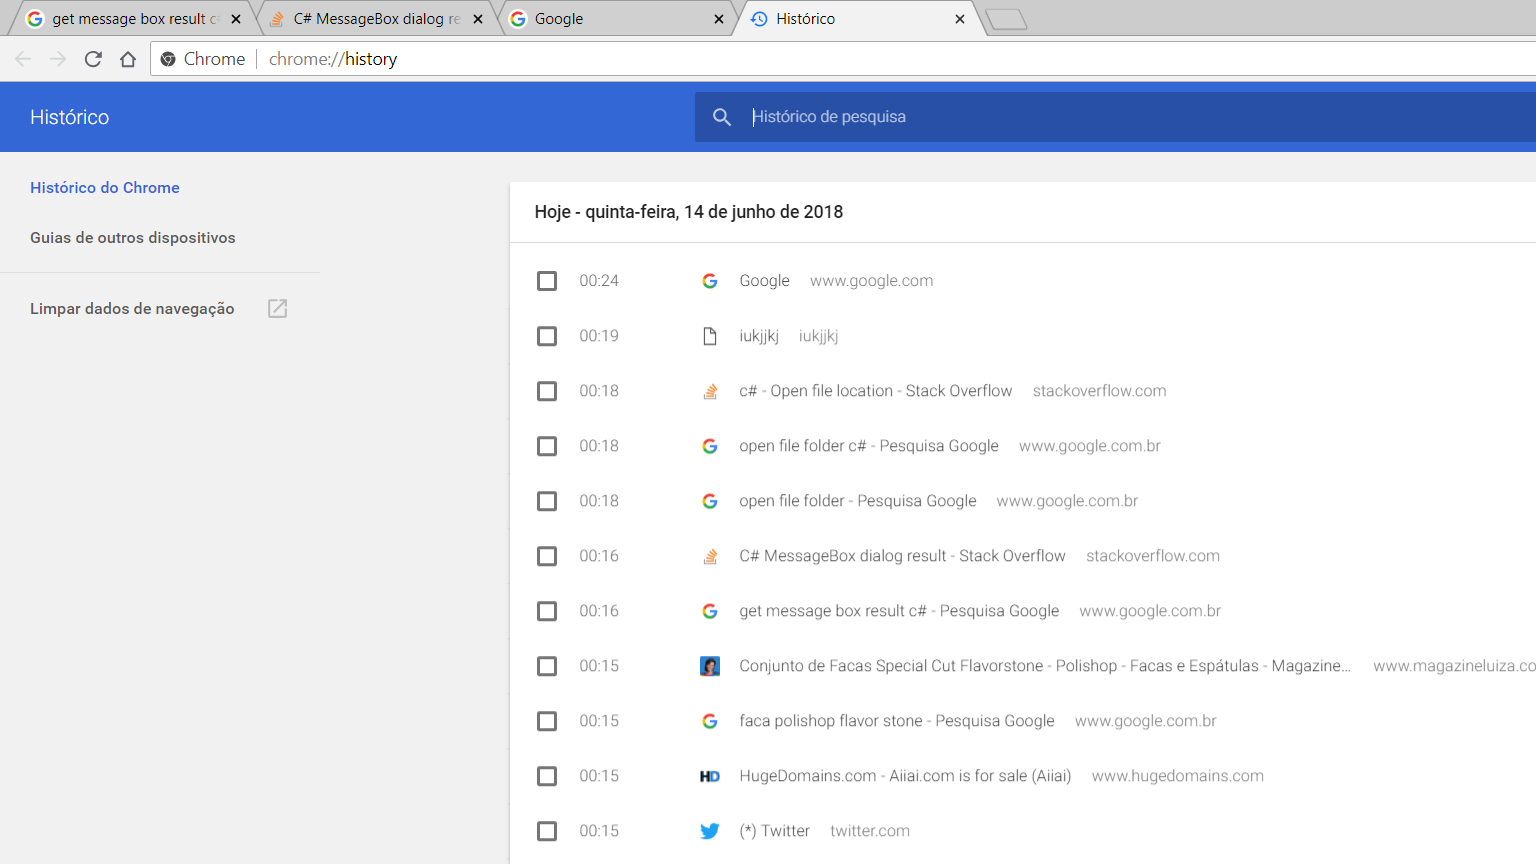 get message box result c
C# MessageBox dialog re
Google
Histórico
Chrome
chrome://history
Histórico
Histórico de pesquisa
Histórico do Chrome
Guias de outros dispositivos
Limpar dados de navegação
Hoje - quinta-feira, 14 de junho de 2018
00:24 Google www.google.com
00:19 iukjjkj iukjjkj
00:18 c# - Open file location - Stack Overflow stackoverflow.com
00:18 open file folder c# - Pesquisa Google www.google.com.br
00:18 open file folder - Pesquisa Google www.google.com.br
00:16 C# MessageBox dialog result - Stack Overflow stackoverflow.com
00:16 get message box result c# - Pesquisa Google www.google.com.br
00:15 Conjunto de Facas Special Cut Flavorstone - Polishop - Facas e Espátulas - Magazine... www.magazineluiza.co
00:15 faca polishop flavor stone - Pesquisa Google www.google.com.br
00:15 HD HugeDomains.com - Aiiai.com is for sale (Aiiai) www.hugedomains.com
00:15 (*) Twitter twitter.com